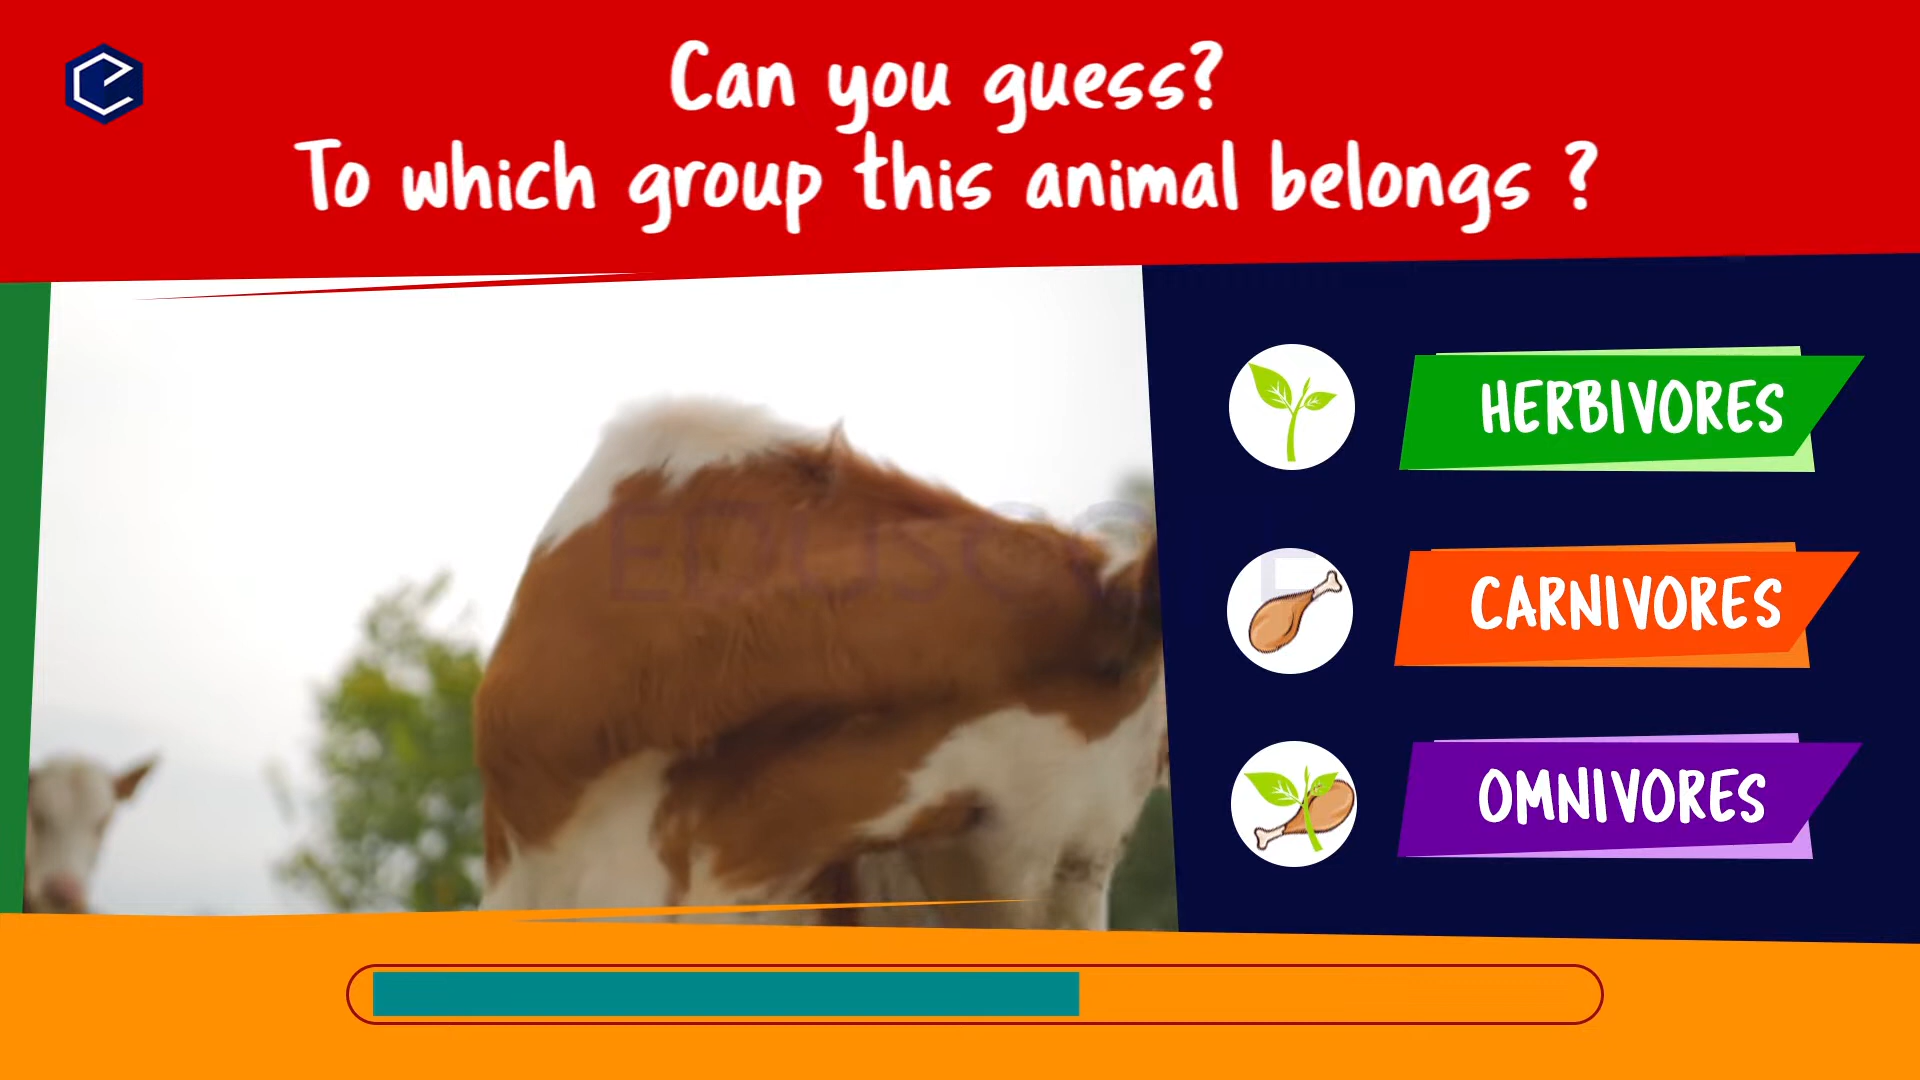 Can you guess?
To which group this animal belongs ?
HERBIVORES
CARNIVORES
OMNIVORES